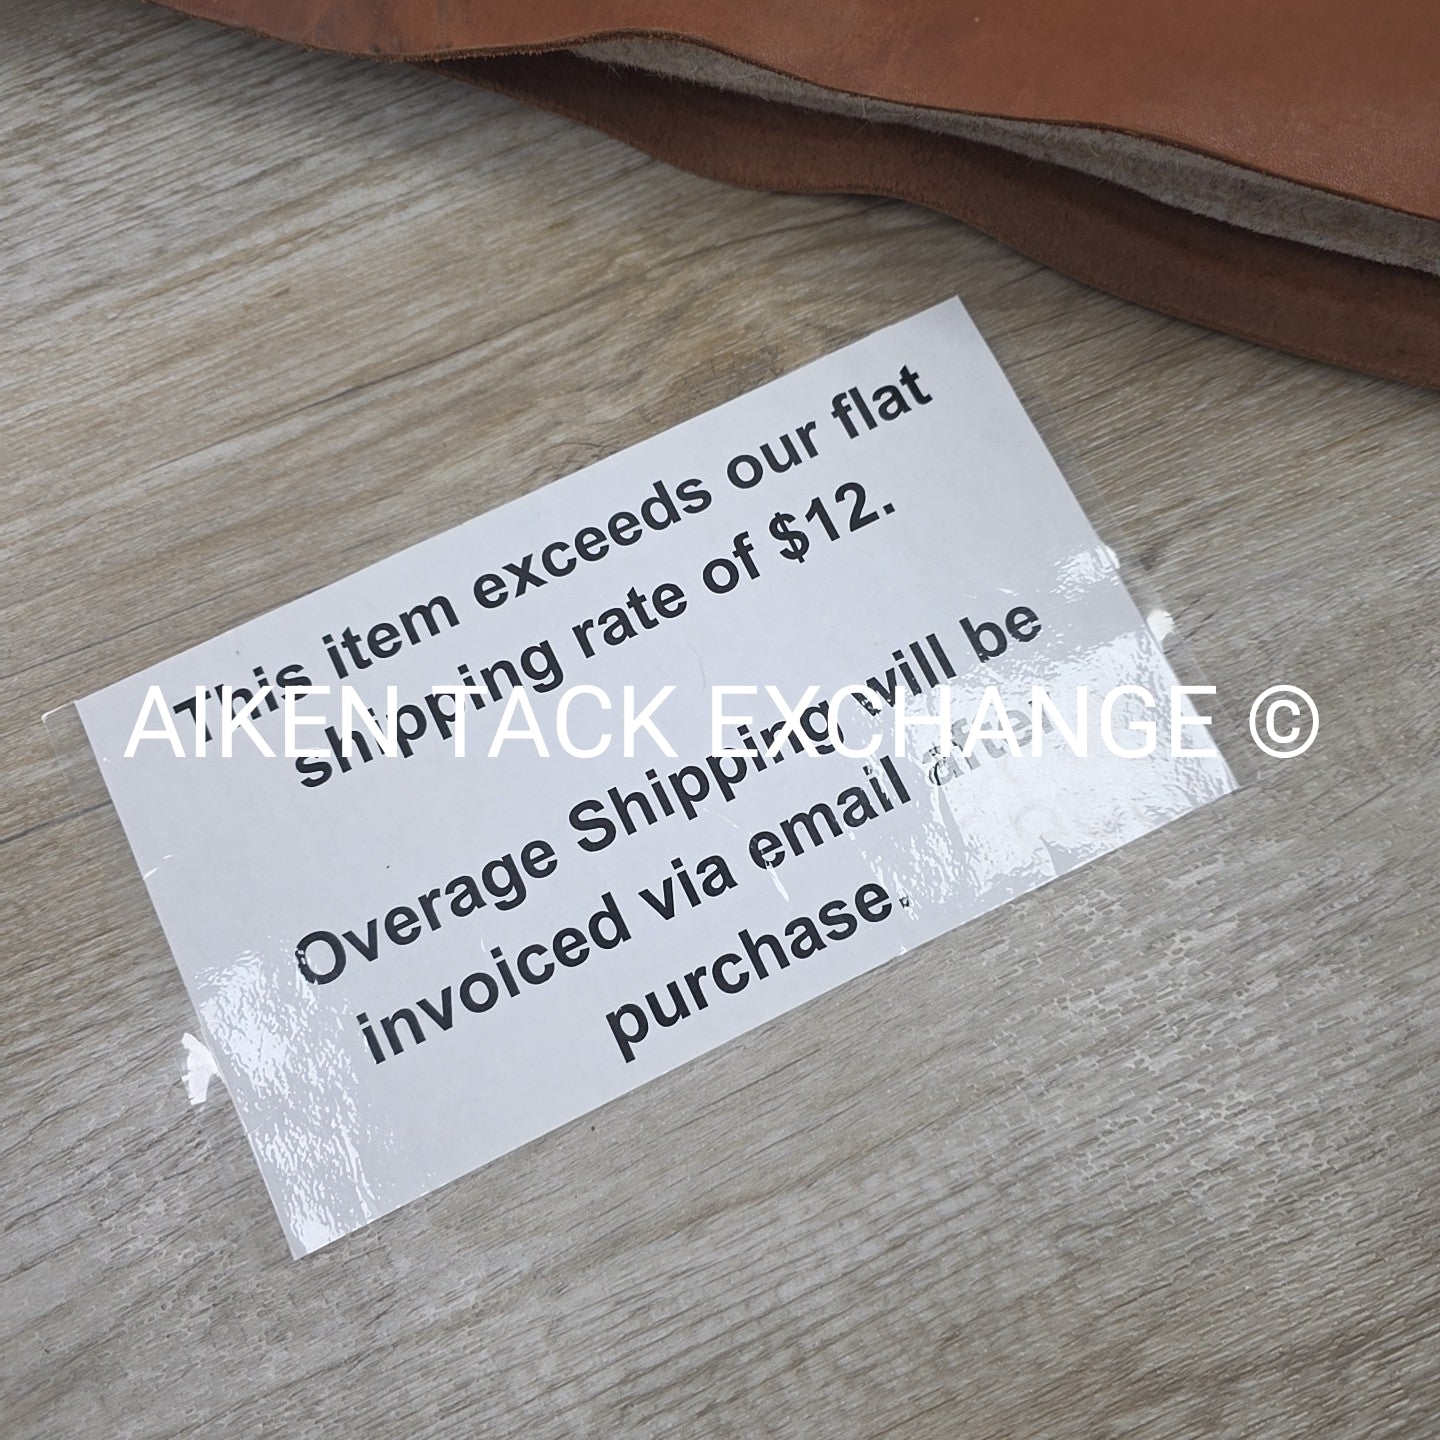 This item exceeds our flat
shipping rate of $12.
AIKEN TACK EXCHANGE ©
Overage Shipping will be
invoiced via email after
purchase.